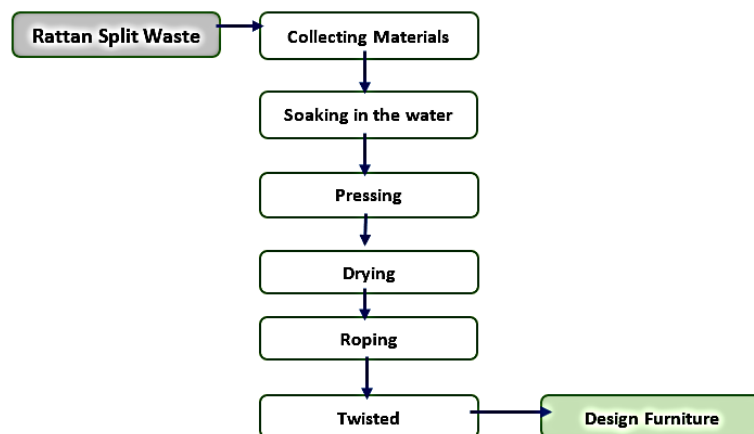 Rattan Split Waste
Collecting Materials
Soaking in the water
Pressing
Drying
Roping
Twisted
Design Furniture